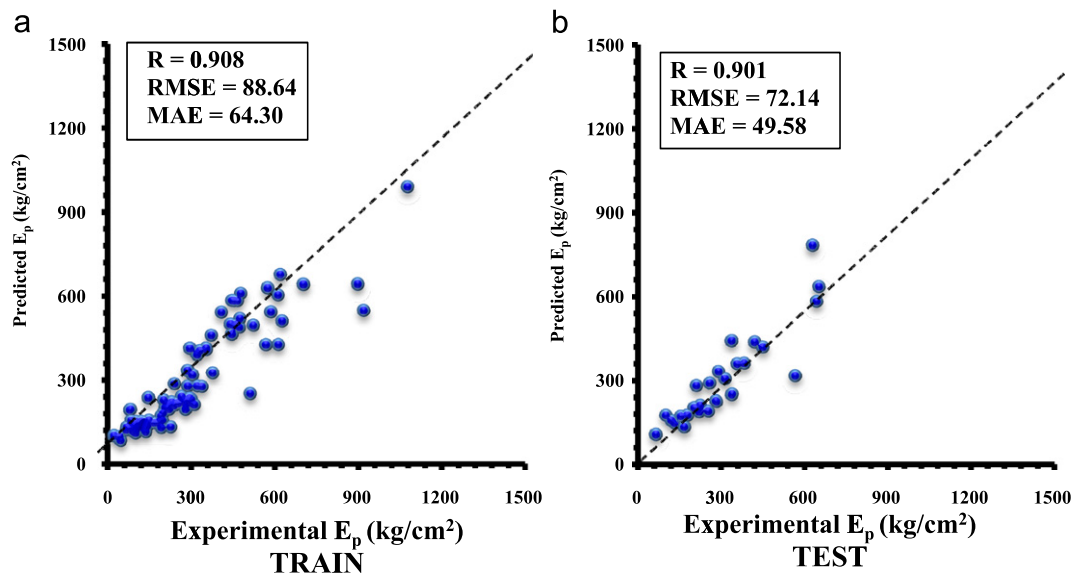 a
R = 0.908
RMSE = 88.64
MAE = 64.30
1500
1200
900
600
300
0
Predicted Eₚ (kg/cm²)
0 300 600 900 1200 1500
Experimental Eₚ (kg/cm²)
TRAIN
b
R = 0.901
RMSE = 72.14
MAE = 49.58
1500
1200
900
600
300
0
Predicted Eₚ (kg/cm²)
0 300 600 900 1200 1500
Experimental Eₚ (kg/cm²)
TEST